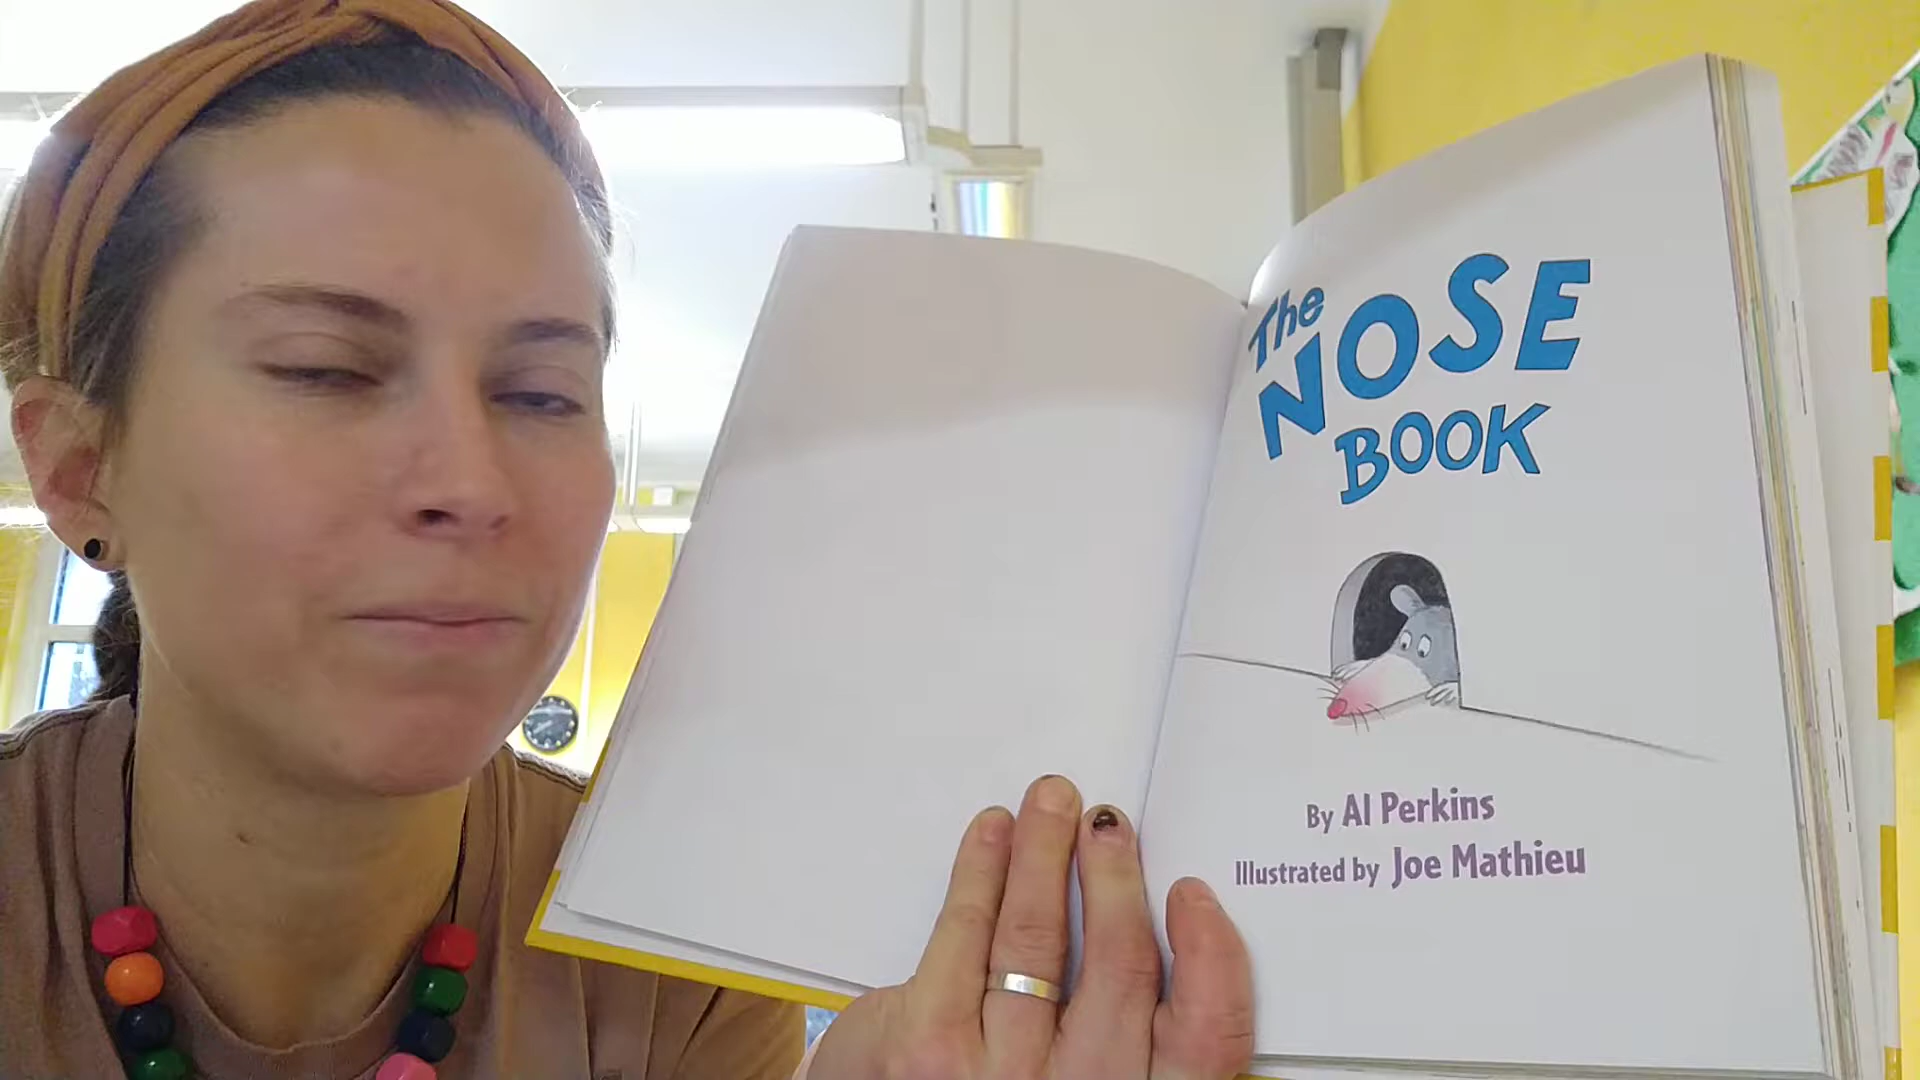 The
NOSE
BOOK
By Al Perkins
Illustrated by Joe Mathieu